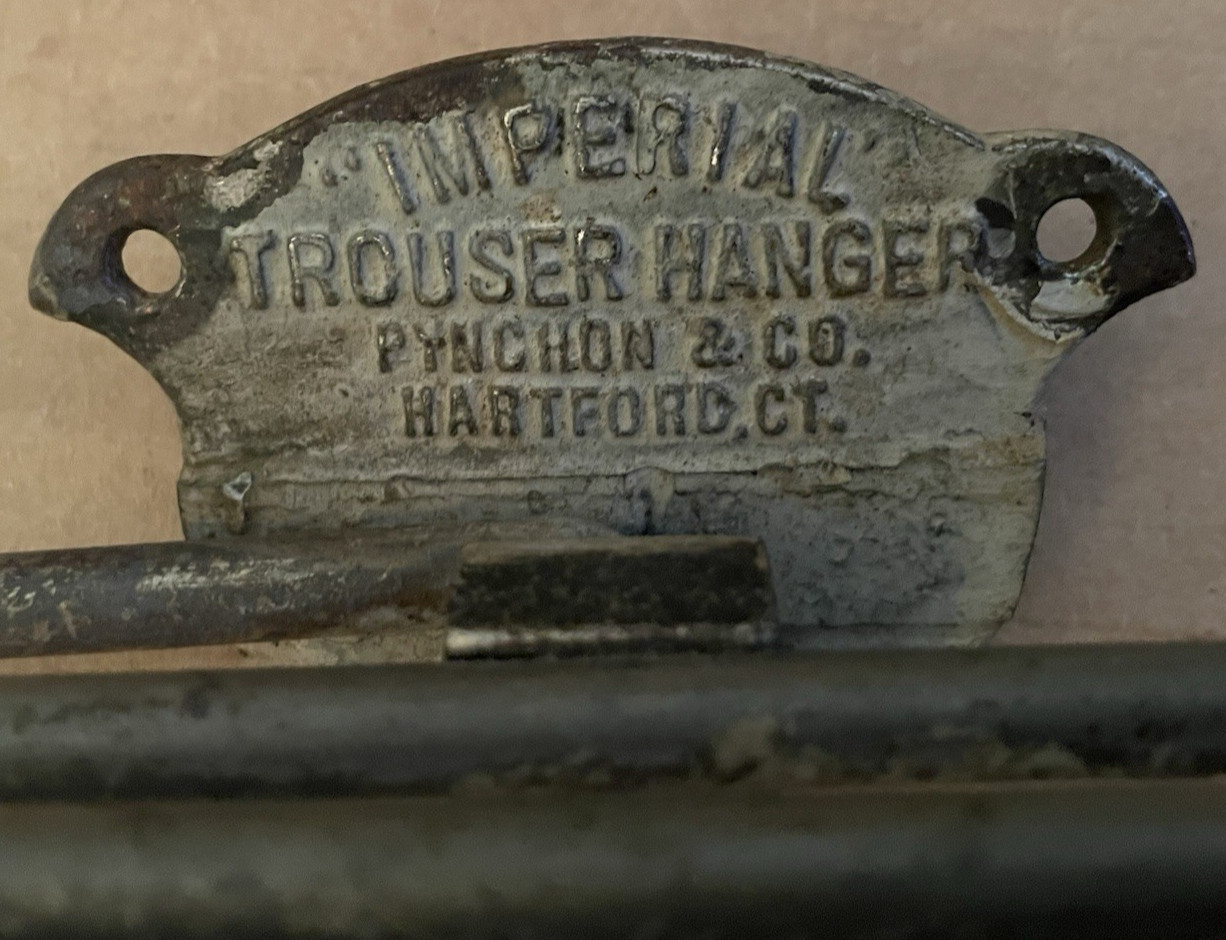 "IMPERIAL"
TROUSER HANGER
PYNCHON & CO.
HARTFORD, CT.